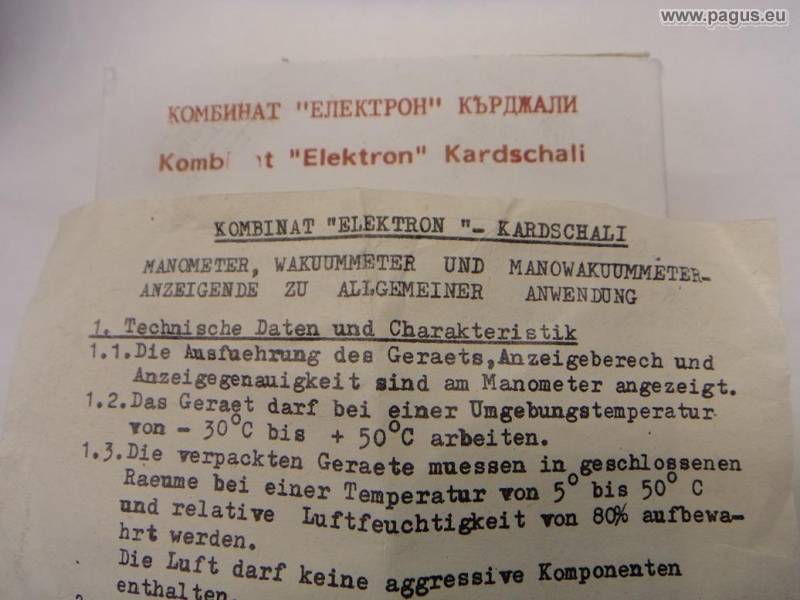 www.pagus.eu
КОМБИНАТ "ЕЛЕКТРОН" КЪРДЖАЛИ
Kombi at "Elektron" Kardschali
KOMBINAT "ELEKTRON "- KARDSCHALI
MANOMETER, WAKUUMMETER UND MANOWAKUUMMETER-
ANZEIGENDE ZU ALLGEMEINER ANWENDUNG
1. Technische Daten und Charakteristik
1.1.Die Ausfuehrung des Geraets,Anzeigeberech und
Anzeigegenauigkeit sind am Manometer angezeigt.
1.2.Das Geraet darf bei einer Umgebungstemperatur
von - 30°C bis + 50°C arbeiten.
1.3.Die verpackten Geraete muessen in geschlossenen
Raeume bei einer Temperatur von 5° bis 50° C
und relative Luftfeuchtigkeit von 80% aufbewa-
hrt werden.
Die Luft darf keine aggressive Komponenten
enthalten.